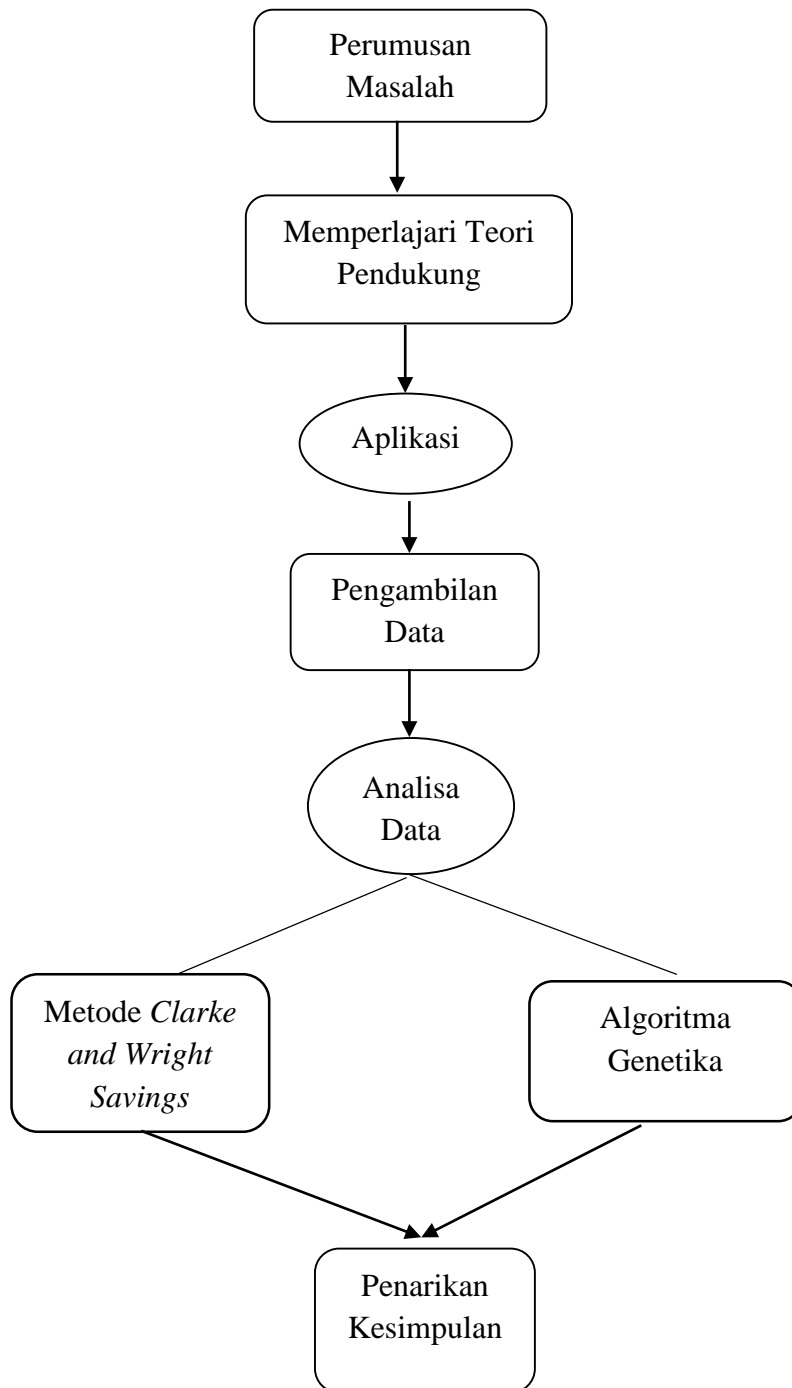 Perumusan
Masalah
Memperlajari Teori
Pendukung
Aplikasi
Pengambilan
Data
Analisa
Data
Metode Clarke
and Wright
Savings
Algoritma
Genetika
Penarikan
Kesimpulan